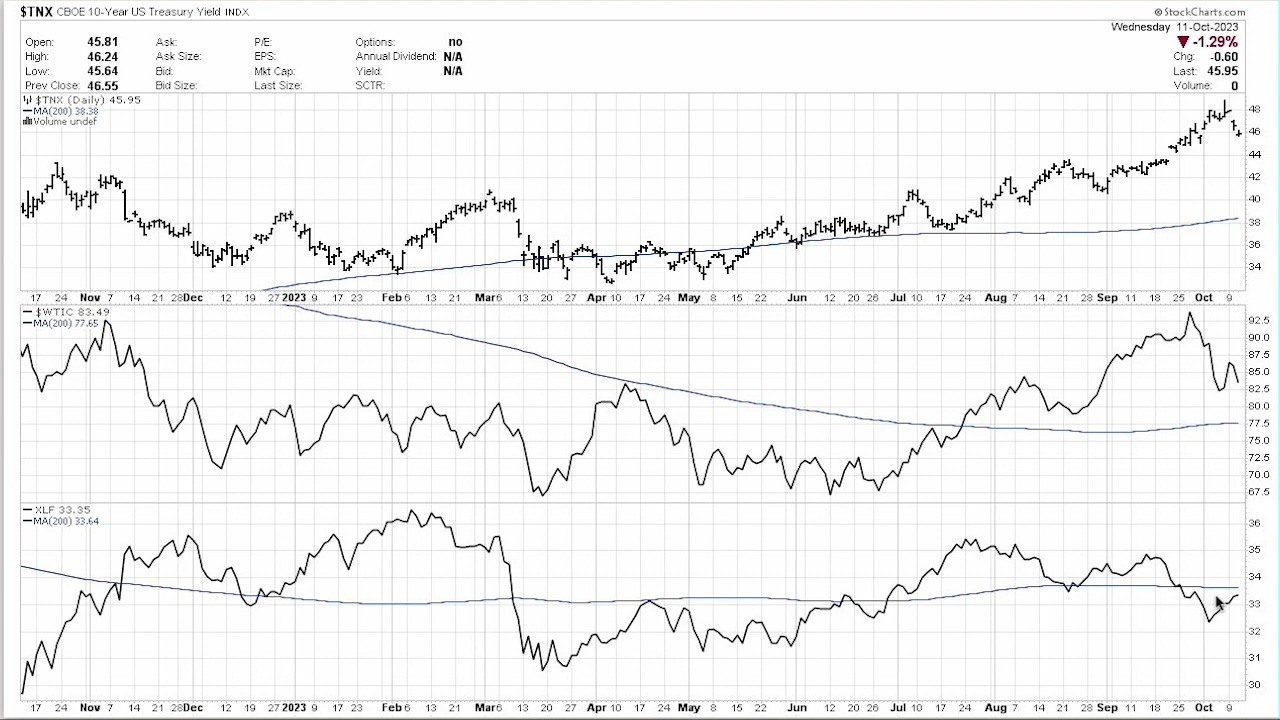 $TNX CBOE 10-Year US Treasury Yield INDX
© StockCharts.com
Wednesday 11-Oct-2023
Open: 45.81 Ask: P/E: Options: no ▼ -1.29%
High: 46.24 Ask Size: EPS: Annual Dividend: N/A Chg: -0.60
Low: 45.64 Bid: Mkt Cap: Yield: N/A Last: 45.95
Prev Close: 46.55 Bid Size: Last Size: SCTR: Volume: 0
$TNX (Daily) 45.95
MA(200) 38.38
Volume undef
48
46
44
42
40
38
36
34
17 24 Nov 7 14 21 28 Dec 12 19 2023 9 17 23 Feb 6 13 21 Mar 6 13 20 27 Apr 10 17 24 May 8 15 22 Jun 12 20 26 Jul 10 17 24 Aug 7 14 21 28 Sep 11 18 25 Oct 9
$WTIC 83.49
MA(200) 77.65
92.5
90.0
87.5
85.0
82.5
80.0
77.5
75.0
72.5
70.0
67.5
XLF 33.35
MA(200) 33.64
36
35
34
33
32
31
30
17 24 Nov 7 14 21 28 Dec 12 19 2023 9 17 23 Feb 6 13 21 Mar 6 13 20 27 Apr 10 17 24 May 8 15 22 Jun 12 20 26 Jul 10 17 24 Aug 7 14 21 28 Sep 11 18 25 Oct 9